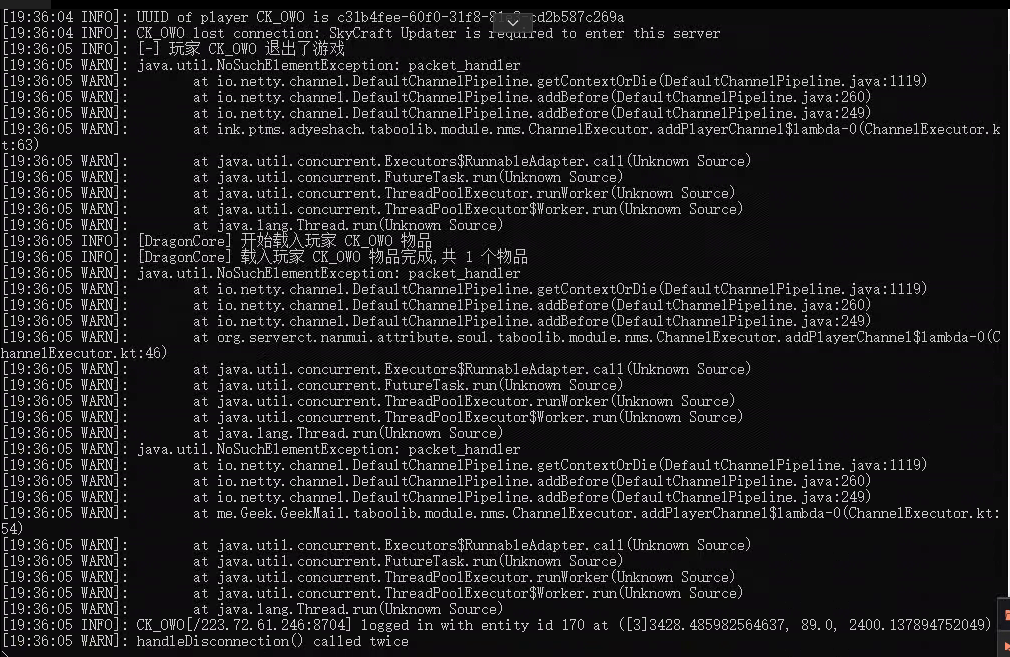 [19:36:04 INFO]: UUID of player CK_OWO is c31b4fee-60f0-31f8-81 cd2b587c269a
[19:36:04 INFO]: CK_OWO lost connection: SkyCraft Updater is required to enter this server
[19:36:05 INFO]: [-] 玩家 CK_OWO 退出了游戏
[19:36:05 WARN]: java.util.NoSuchElementException: packet_handler
[19:36:05 WARN]: at io.netty.channel.DefaultChannelPipeline.getContextOrDie(DefaultChannelPipeline.java:1119)
[19:36:05 WARN]: at io.netty.channel.DefaultChannelPipeline.addBefore(DefaultChannelPipeline.java:260)
[19:36:05 WARN]: at io.netty.channel.DefaultChannelPipeline.addBefore(DefaultChannelPipeline.java:249)
[19:36:05 WARN]: at ink.ptms.adyeshach.taboolib.module.nms.ChannelExecutor.addPlayerChannel$lambda-0(ChannelExecutor.k
t:63)
[19:36:05 WARN]: at java.util.concurrent.Executors$RunnableAdapter.call(Unknown Source)
[19:36:05 WARN]: at java.util.concurrent.FutureTask.run(Unknown Source)
[19:36:05 WARN]: at java.util.concurrent.ThreadPoolExecutor.runWorker(Unknown Source)
[19:36:05 WARN]: at java.util.concurrent.ThreadPoolExecutor$Worker.run(Unknown Source)
[19:36:05 WARN]: at java.lang.Thread.run(Unknown Source)
[19:36:05 INFO]: [DragonCore] 开始载入玩家 CK_OWO 物品
[19:36:05 INFO]: [DragonCore] 载入玩家 CK_OWO 物品完成,共 1 个物品
[19:36:05 WARN]: java.util.NoSuchElementException: packet_handler
[19:36:05 WARN]: at io.netty.channel.DefaultChannelPipeline.getContextOrDie(DefaultChannelPipeline.java:1119)
[19:36:05 WARN]: at io.netty.channel.DefaultChannelPipeline.addBefore(DefaultChannelPipeline.java:260)
[19:36:05 WARN]: at io.netty.channel.DefaultChannelPipeline.addBefore(DefaultChannelPipeline.java:249)
[19:36:05 WARN]: at org.serverct.nanmui.attribute.soul.taboolib.module.nms.ChannelExecutor.addPlayerChannel$lambda-0(C
hannelExecutor.kt:46)
[19:36:05 WARN]: at java.util.concurrent.Executors$RunnableAdapter.call(Unknown Source)
[19:36:05 WARN]: at java.util.concurrent.FutureTask.run(Unknown Source)
[19:36:05 WARN]: at java.util.concurrent.ThreadPoolExecutor.runWorker(Unknown Source)
[19:36:05 WARN]: at java.util.concurrent.ThreadPoolExecutor$Worker.run(Unknown Source)
[19:36:05 WARN]: at java.lang.Thread.run(Unknown Source)
[19:36:05 WARN]: java.util.NoSuchElementException: packet_handler
[19:36:05 WARN]: at io.netty.channel.DefaultChannelPipeline.getContextOrDie(DefaultChannelPipeline.java:1119)
[19:36:05 WARN]: at io.netty.channel.DefaultChannelPipeline.addBefore(DefaultChannelPipeline.java:260)
[19:36:05 WARN]: at io.netty.channel.DefaultChannelPipeline.addBefore(DefaultChannelPipeline.java:249)
[19:36:05 WARN]: at me.Geek.GeekMail.taboolib.module.nms.ChannelExecutor.addPlayerChannel$lambda-0(ChannelExecutor.kt:
54)
[19:36:05 WARN]: at java.util.concurrent.Executors$RunnableAdapter.call(Unknown Source)
[19:36:05 WARN]: at java.util.concurrent.FutureTask.run(Unknown Source)
[19:36:05 WARN]: at java.util.concurrent.ThreadPoolExecutor.runWorker(Unknown Source)
[19:36:05 WARN]: at java.util.concurrent.ThreadPoolExecutor$Worker.run(Unknown Source)
[19:36:05 WARN]: at java.lang.Thread.run(Unknown Source)
[19:36:05 INFO]: CK_OWO[/223.72.61.246:8704] logged in with entity id 170 at ([3]3428.485982564637, 89.0, 2400.137894752049)
[19:36:05 WARN]: handleDisconnection() called twice